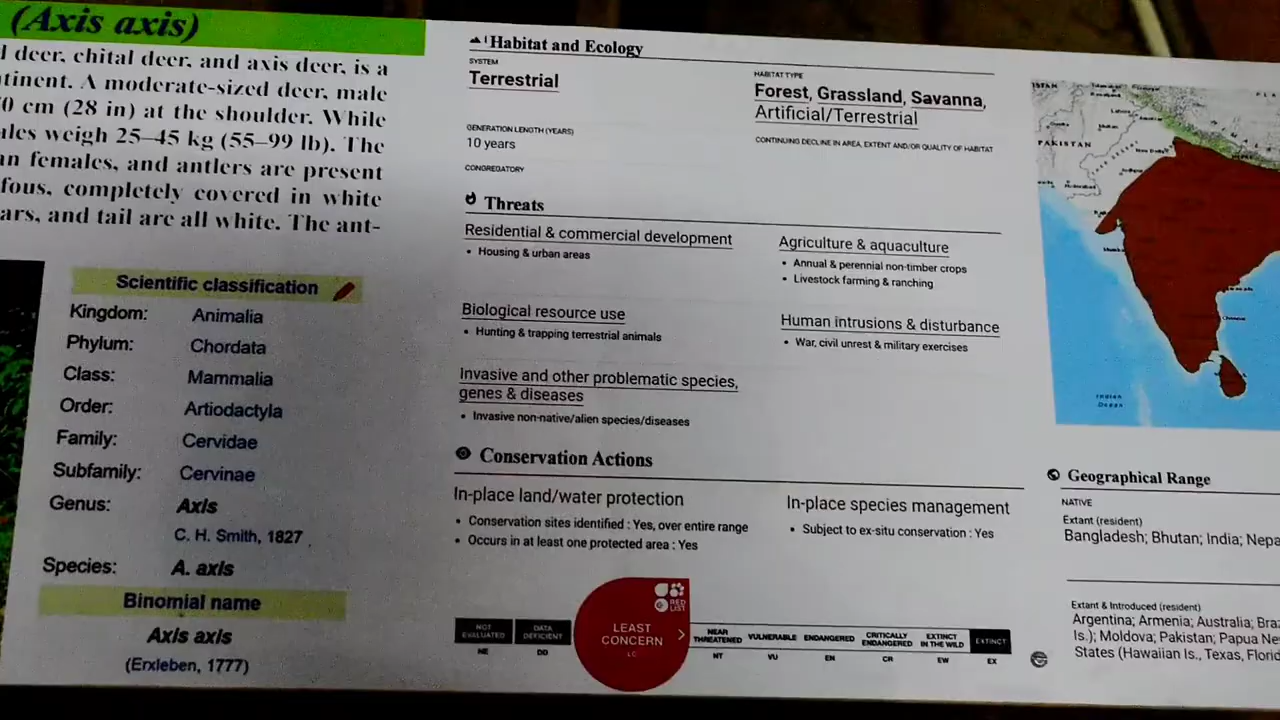 (Axis axis)
deer, chital deer, and axis deer, is a
tinent. A moderate-sized deer, male
0 cm (28 in) at the shoulder. While
ales weigh 25–45 kg (55–99 lb). The
an females, and antlers are present
fous, completely covered in white
ars, and tail are all white. The ant-
Scientific classification
Kingdom: Animalia
Phylum: Chordata
Class: Mammalia
Order: Artiodactyla
Family: Cervidae
Subfamily: Cervinae
Genus: Axis
C. H. Smith, 1827
Species: A. axis
Binomial name
Axis axis
(Erxleben, 1777)
Habitat and Ecology
SYSTEM
Terrestrial
HABITAT TYPE
Forest, Grassland, Savanna,
Artificial/Terrestrial
GENERATION LENGTH (YEARS)
10 years
CONTINUING DECLINE IN AREA, EXTENT AND/OR QUALITY OF HABITAT
CONGREGATORY
Threats
Residential & commercial development
• Housing & urban areas
Agriculture & aquaculture
• Annual & perennial non-timber crops
• Livestock farming & ranching
Biological resource use
• Hunting & trapping terrestrial animals
Human intrusions & disturbance
• War, civil unrest & military exercises
Invasive and other problematic species,
genes & diseases
• Invasive non-native/alien species/diseases
Conservation Actions
In-place land/water protection
• Conservation sites identified : Yes, over entire range
• Occurs in at least one protected area : Yes
In-place species management
• Subject to ex-situ conservation : Yes
NOT EVALUATED
NE
DATA DEFICIENT
DD
RED LIST
LEAST CONCERN
LC
NEAR THREATENED
NT
VULNERABLE
VU
ENDANGERED
EN
CRITICALLY ENDANGERED
CR
EXTINCT IN THE WILD
EW
EXTINCT
EX
PAKISTAN
Indian
Ocean
Geographical Range
NATIVE
Extant (resident)
Bangladesh; Bhutan; India; Nepa
Extant & Introduced (resident)
Argentina; Armenia; Australia; Bra
Is.); Moldova; Pakistan; Papua Ne
States (Hawaiian Is., Texas, Florid